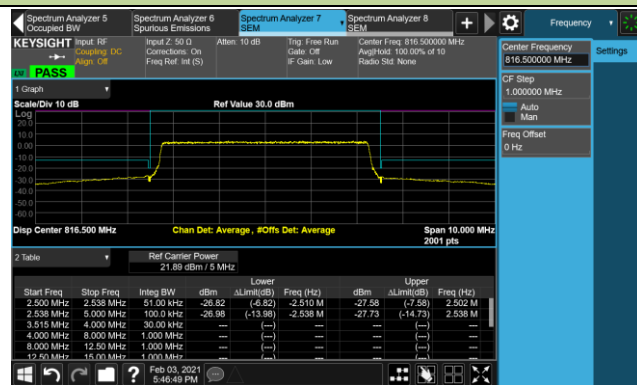 Spectrum Analyzer 5 Spectrum Analyzer 6 Spectrum Analyzer 7 Spectrum Analyzer 8
Occupied BW Spurious Emissions SEM SEM
Frequency
KEYSIGHT Input: RF Input Z: 50 Ω Atten: 10 dB Trig: Free Run Center Freq: 816.500000 MHz
Coupling: DC Corrections: On Gate: Off Avg|Hold: 100.00% of 10
Align: Off Freq Ref: Int (S) IF Gain: Low Radio Std: None
PASS
Center Frequency
816.500000 MHz
Settings
CF Step
1.000000 MHz
Auto
Man
Freq Offset
0 Hz
1 Graph
Scale/Div 10 dB Ref Value 30.0 dBm
Log
20.0
10.0
0.00
-10.0
-20.0
-30.0
-40.0
-50.0
-60.0
Disp Center 816.500 MHz Chan Det: Average, #Offs Det: Average Span 10.000 MHz
2001 pts
2 Table Ref Carrier Power
21.89 dBm / 5 MHz
Lower Upper
Start Freq Stop Freq Integ BW dBm ΔLimit(dB) Freq (Hz) dBm ΔLimit(dB) Freq (Hz)
2.500 MHz 2.538 MHz 51.00 kHz -26.82 (-6.82) -2.510 M -27.58 (-7.58) 2.502 M
2.538 MHz 5.000 MHz 100.0 kHz -26.98 (-13.98) -2.538 M -27.73 (-14.73) 2.538 M
3.515 MHz 4.000 MHz 30.00 kHz --- (---) --- --- (---) ---
4.000 MHz 8.000 MHz 1.000 MHz --- (---) --- --- (---) ---
8.000 MHz 12.50 MHz 1.000 MHz --- (---) --- --- (---) ---
12.50 MHz 15.00 MHz 1.000 MHz --- (---) --- --- (---) ---
Feb 03, 2021
5:46:49 PM